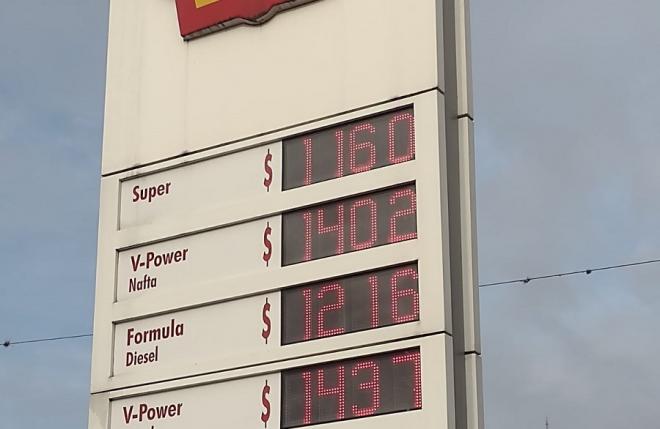 Super $ 1160
V-Power $ 1402
Nafta
Formula $ 1216
Diesel
V-Power $ 1437